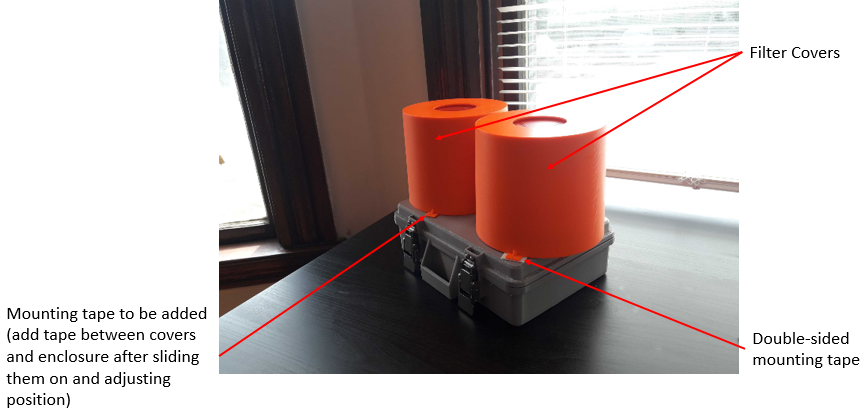 Filter Covers
Mounting tape to be added
(add tape between covers
and enclosure after sliding
them on and adjusting
position)
Double-sided
mounting tape